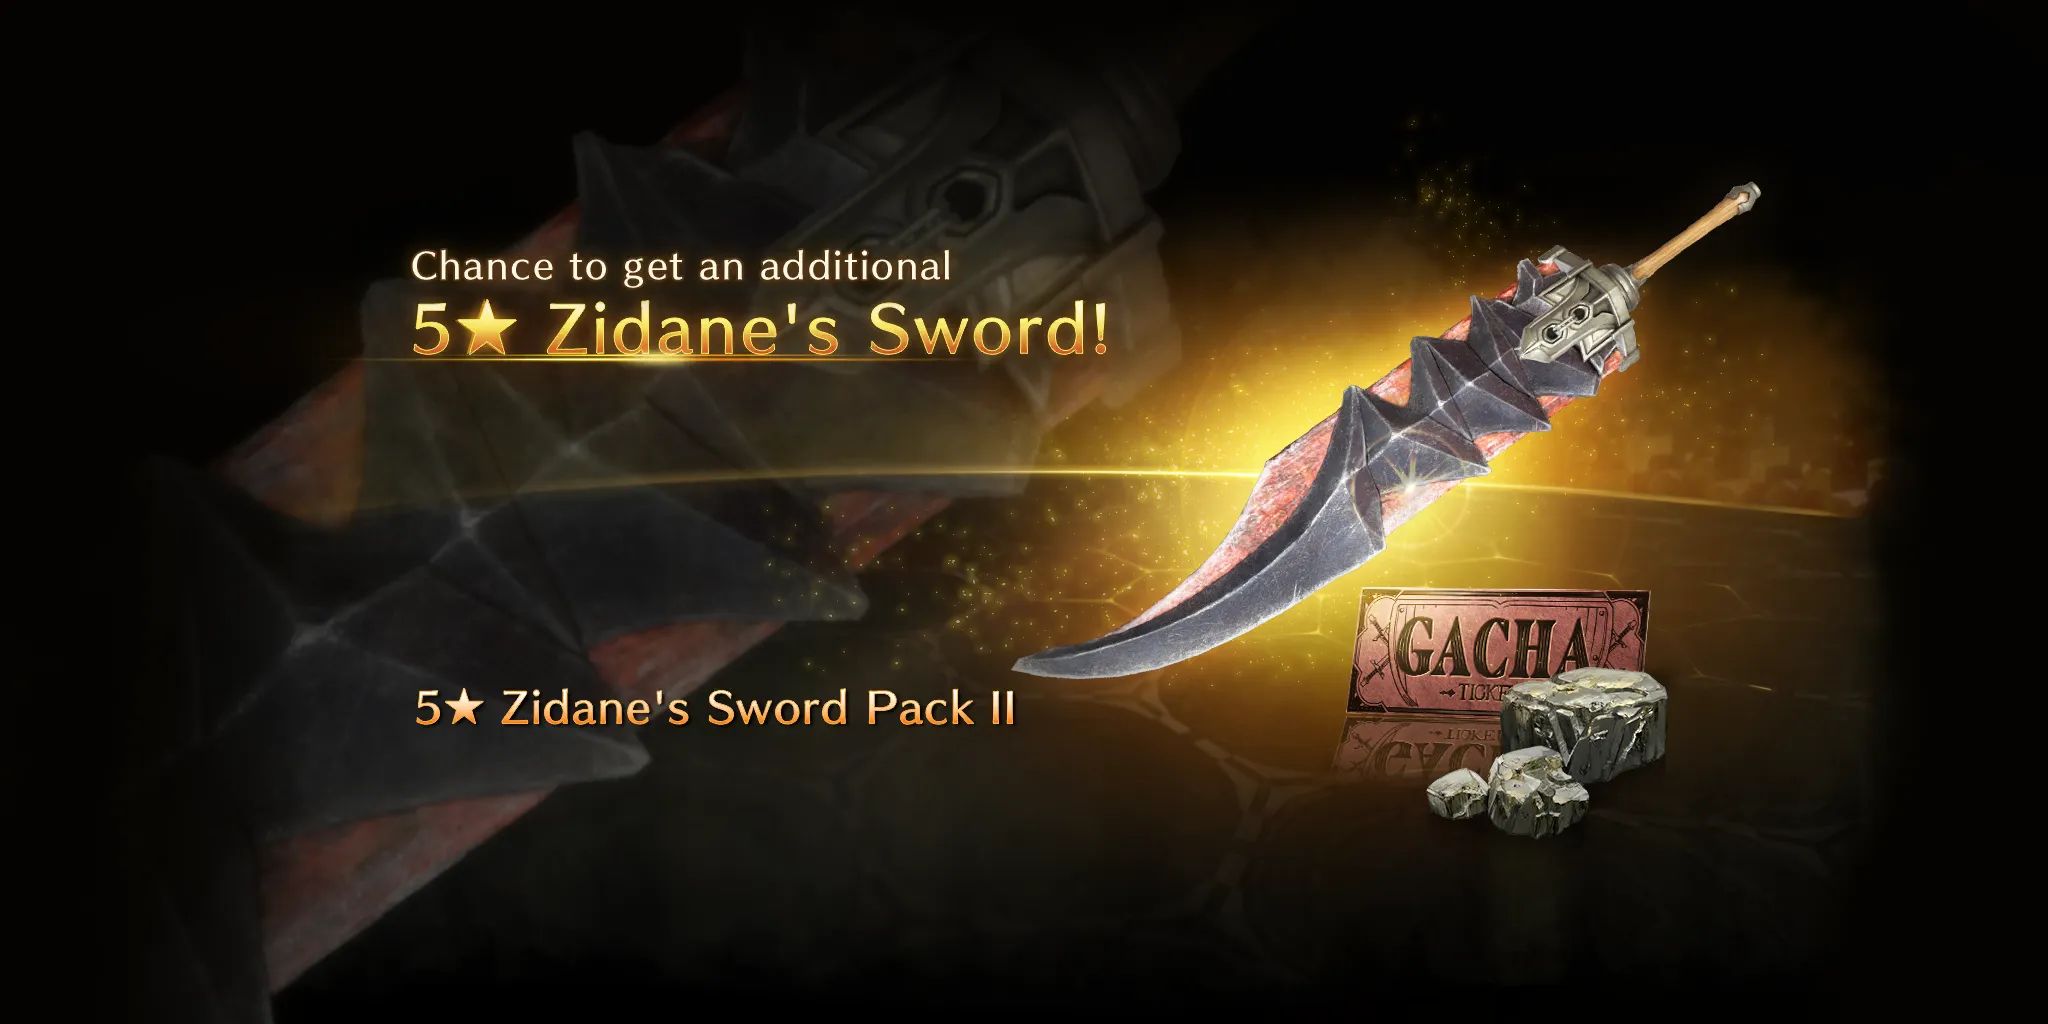 Chance to get an additional
5★ Zidane's Sword!
GACHA
5★ Zidane's Sword Pack II